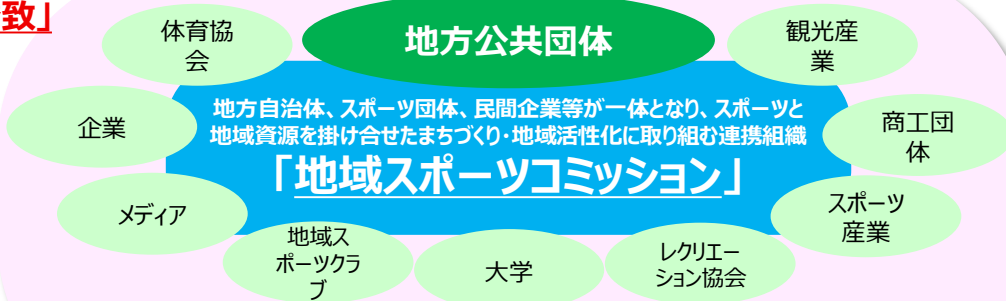 致」
体育協
会
地方公共団体
観光産
業
企業
地方自治体、スポーツ団体、民間企業等が一体となり、スポーツと
地域資源を掛け合せたまちづくり・地域活性化に取り組む連携組織
「地域スポーツコミッション」
商工団
体
メディア
スポーツ
産業
地域ス
ポーツクラ
ブ
大学
レクリエー
ション協会